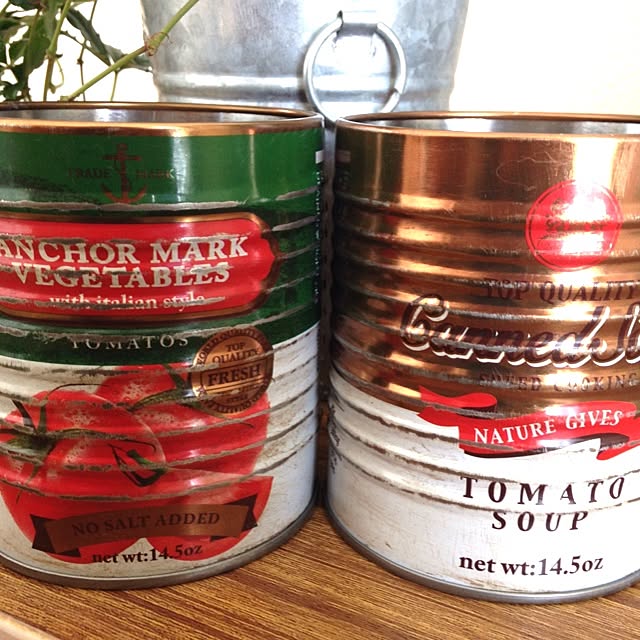 TRADE MARK
ANCHOR MARK
VEGETABLES
with italian style
TOMATOS
TOP
QUALITY
FRESH
NO SALT ADDED
net wt:14.5oz
TOP QUALITY
Canned
NATURE GIVES
TOMATO
SOUP
net wt:14.5oz